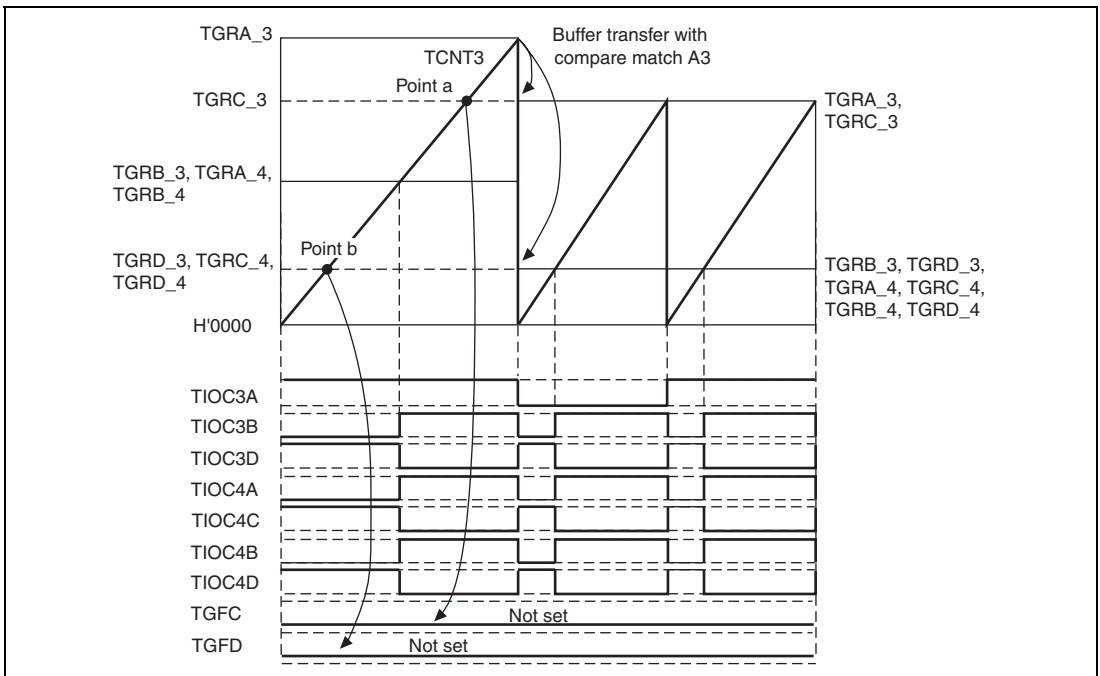 TGRA_3
TCNT3
Buffer transfer with
compare match A3
Point a
TGRC_3
TGRA_3,
TGRC_3
TGRB_3, TGRA_4,
TGRB_4
Point b
TGRD_3, TGRC_4,
TGRD_4
TGRB_3, TGRD_3,
TGRA_4, TGRC_4,
TGRB_4, TGRD_4
H'0000
TIOC3A
TIOC3B
TIOC3D
TIOC4A
TIOC4C
TIOC4B
TIOC4D
TGFC
Not set
TGFD
Not set